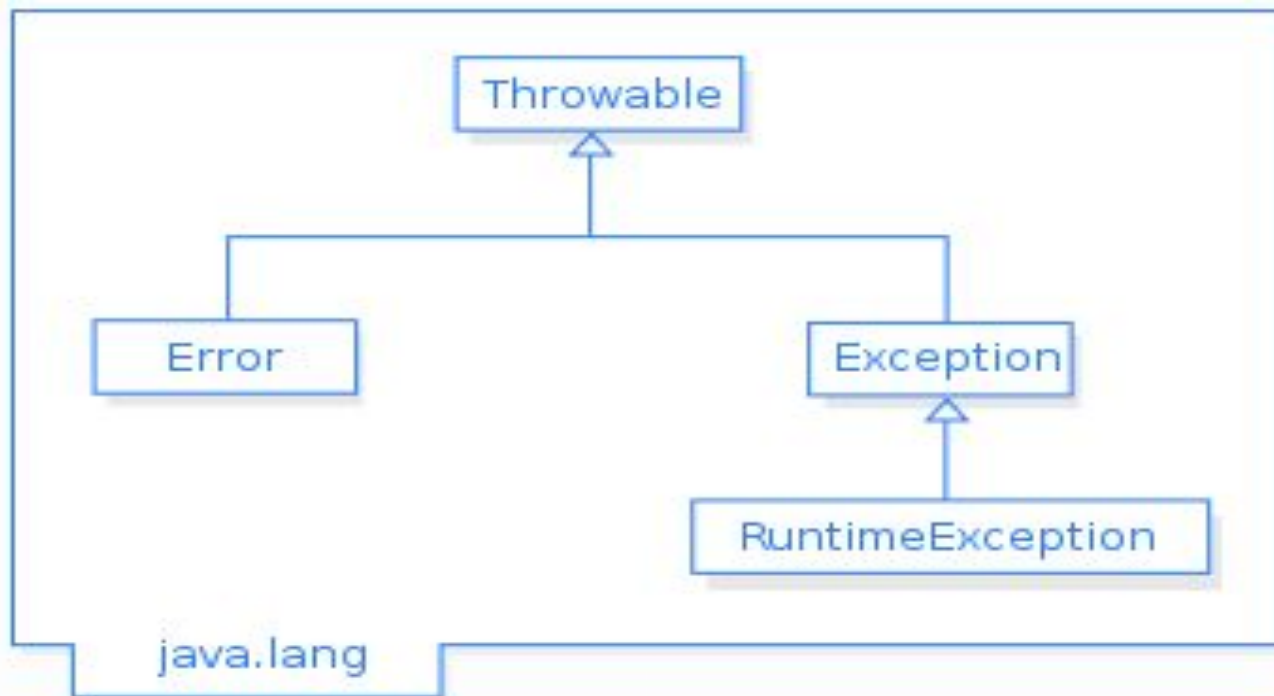 Throwable
Error
Exception
RuntimeException
java.lang